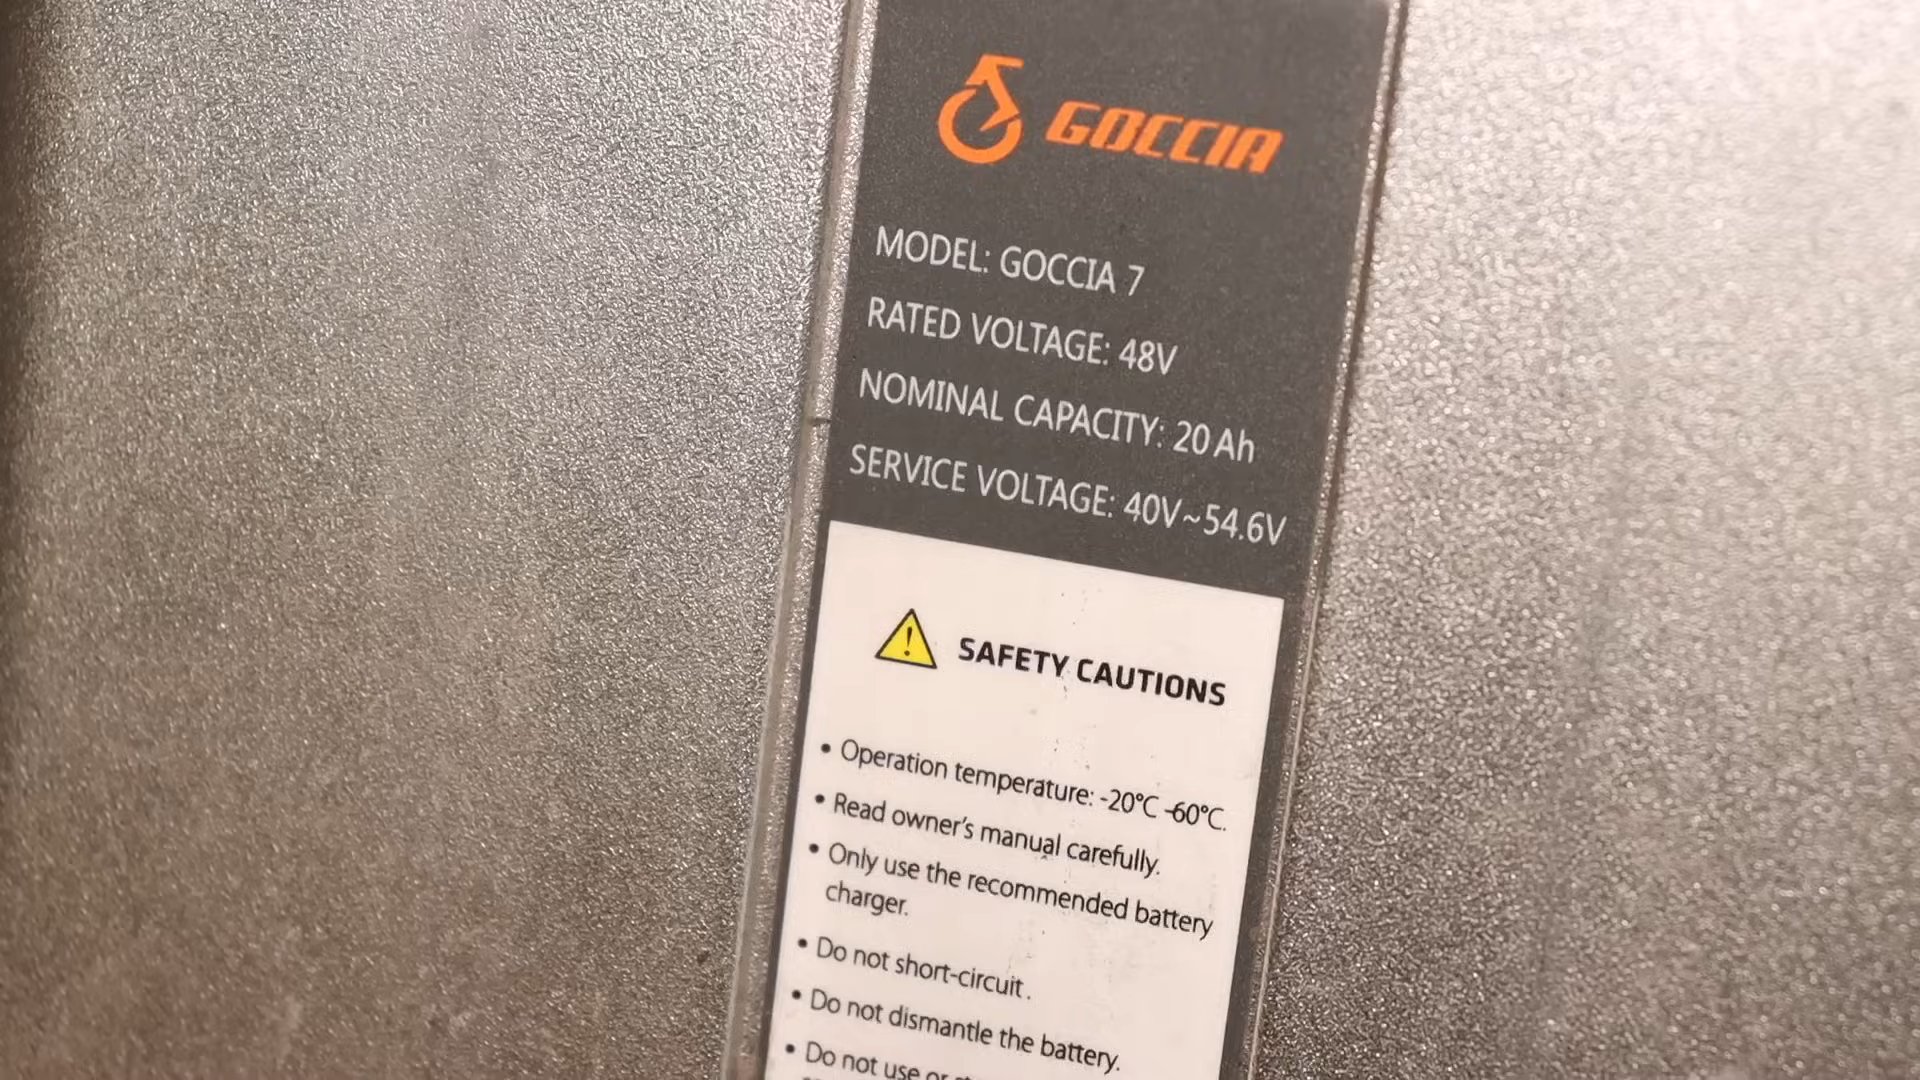 GOCCIA
MODEL: GOCCIA 7
RATED VOLTAGE: 48V
NOMINAL CAPACITY: 20Ah
SERVICE VOLTAGE: 40V~54.6V
SAFETY CAUTIONS
• Operation temperature: -20°C -60°C.
• Read owner's manual carefully.
• Only use the recommended battery
charger.
• Do not short-circuit.
• Do not dismantle the battery.
• Do not use or